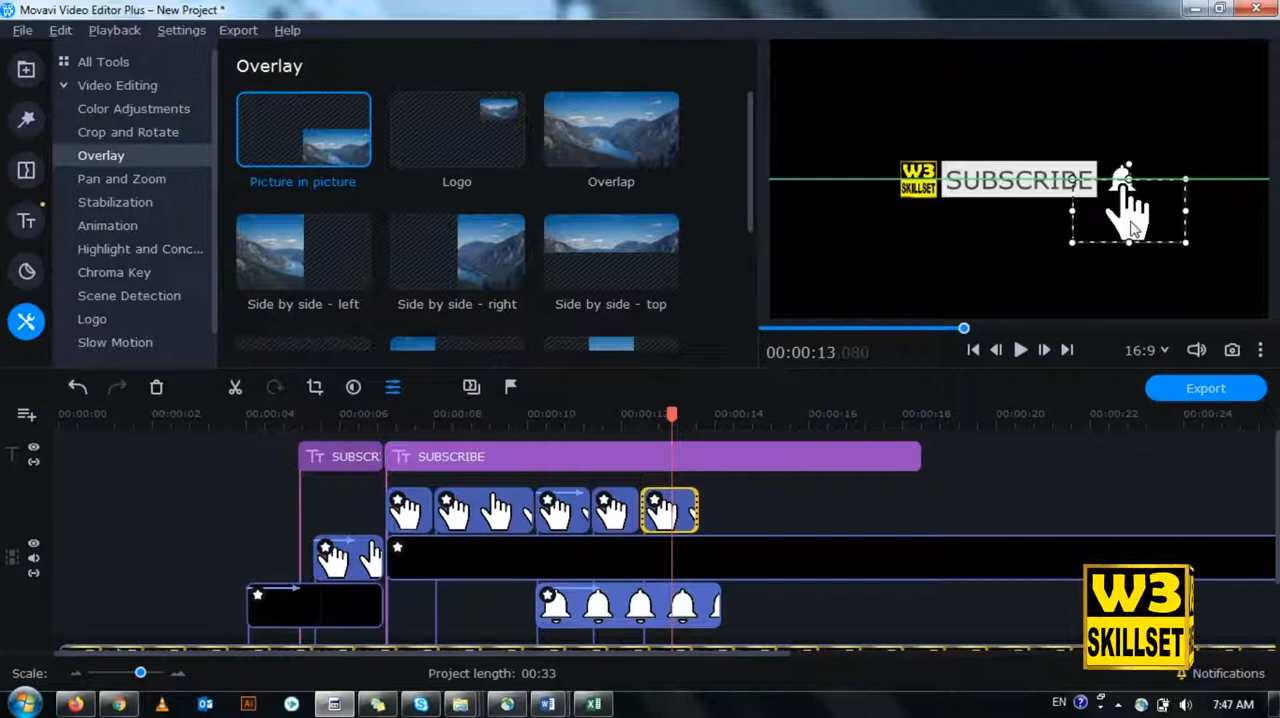 Movavi Video Editor Plus – New Project *
File Edit Playback Settings Export Help
All Tools
Video Editing
Color Adjustments
Crop and Rotate
Overlay
Pan and Zoom
Stabilization
Animation
Highlight and Conc...
Chroma Key
Scene Detection
Logo
Slow Motion
Overlay
Picture in picture
Logo
Overlap
Side by side - left
Side by side - right
Side by side - top
W3
SKILLSET
SUBSCRIBE
00:00:13.080
16:9
Export
00:00:00 00:00:02 00:00:04 00:00:06 00:00:08 00:00:10 00:00:14 00:00:16 00:00:18 00:00:20 00:00:22 00:00:24
SUBSCR
SUBSCRIBE
W3
SKILLSET
Scale:
Project length: 00:33
Notifications
EN
7:47 AM